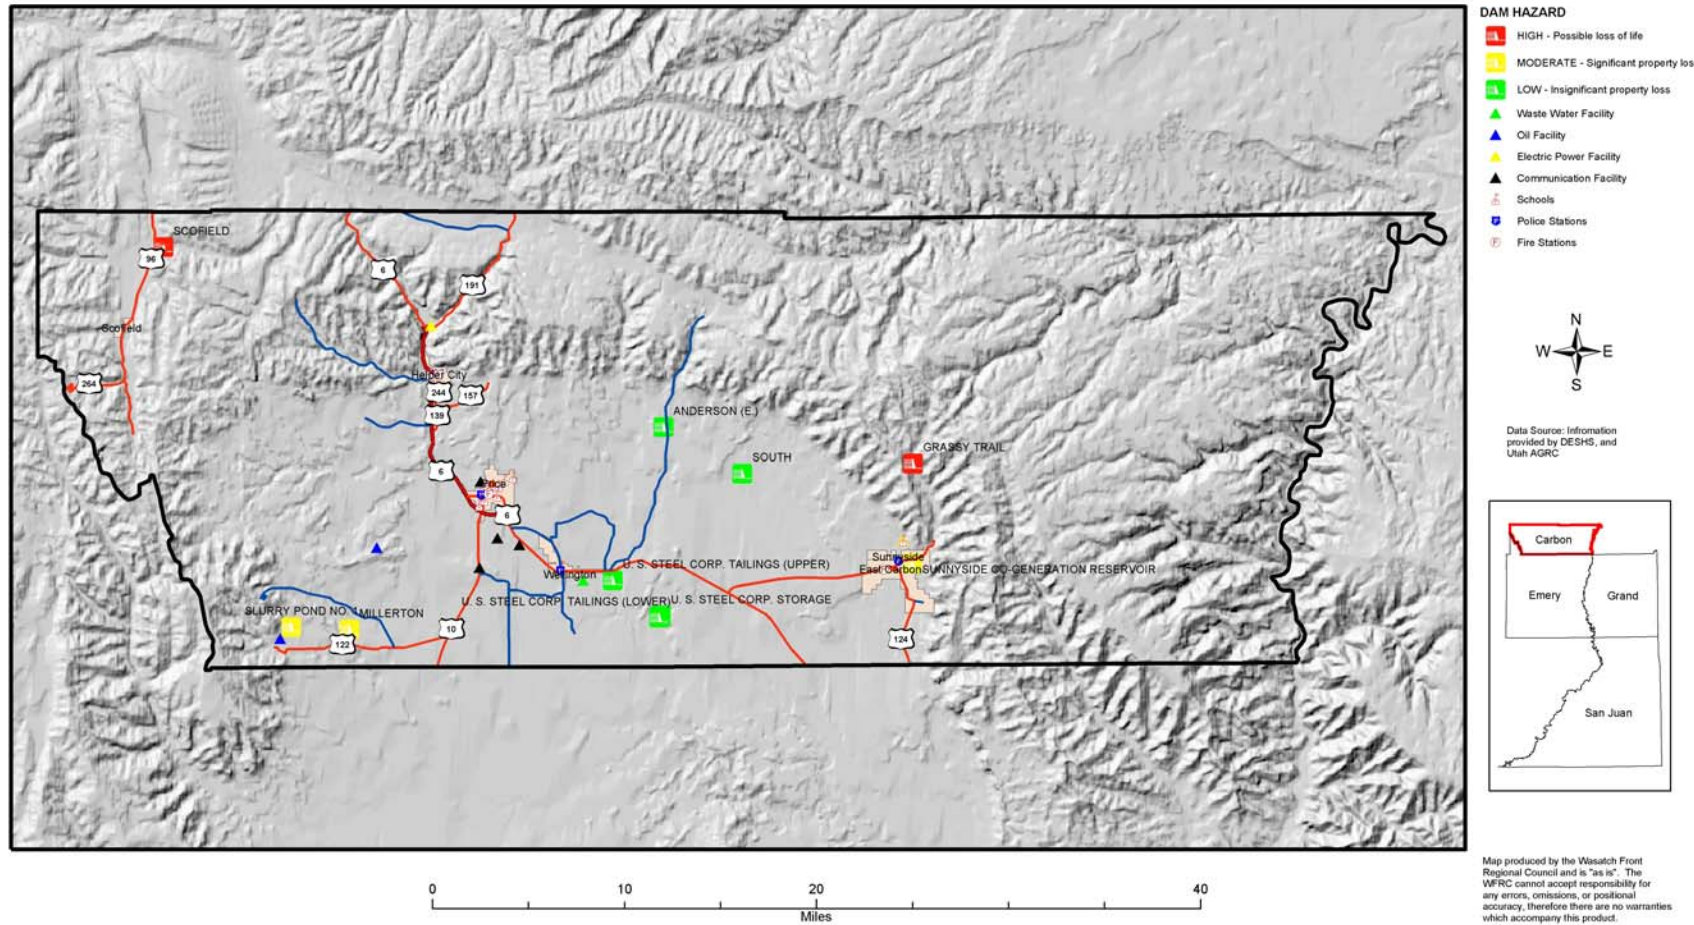 DAM HAZARD
HIGH - Possible loss of life
MODERATE - Significant property los
LOW - Insignificant property loss
Waste Water Facility
Oil Facility
Electric Power Facility
Communication Facility
Schools
P Police Stations
F Fire Stations
SCOFIELD
96
6
191
Scofield
264
Helper City
244
157
139
ANDERSON (E.)
6
SOUTH
GRASSY TRAIL
Price
6
Sunnyside
U. S. STEEL CORP. TAILINGS (UPPER)
Wellington
East Carbon
SUNNYSIDE CO-GENERATION RESERVOIR
U. S. STEEL CORP. TAILINGS (LOWER)
U. S. STEEL CORP. STORAGE
SLURRY POND NO. 1
MILLERTON
10
122
124
N
W E
S
Data Source: Infromation
provided by DESHS, and
Utah AGRC
Carbon
Emery
Grand
San Juan
0 10 20 40
Miles
Map produced by the Wasatch Front
Regional Council and is "as is". The
WFRC cannot accept responsibility for
any errors, omissions, or positional
accuracy, therefore there are no warranties
which accompany this product.